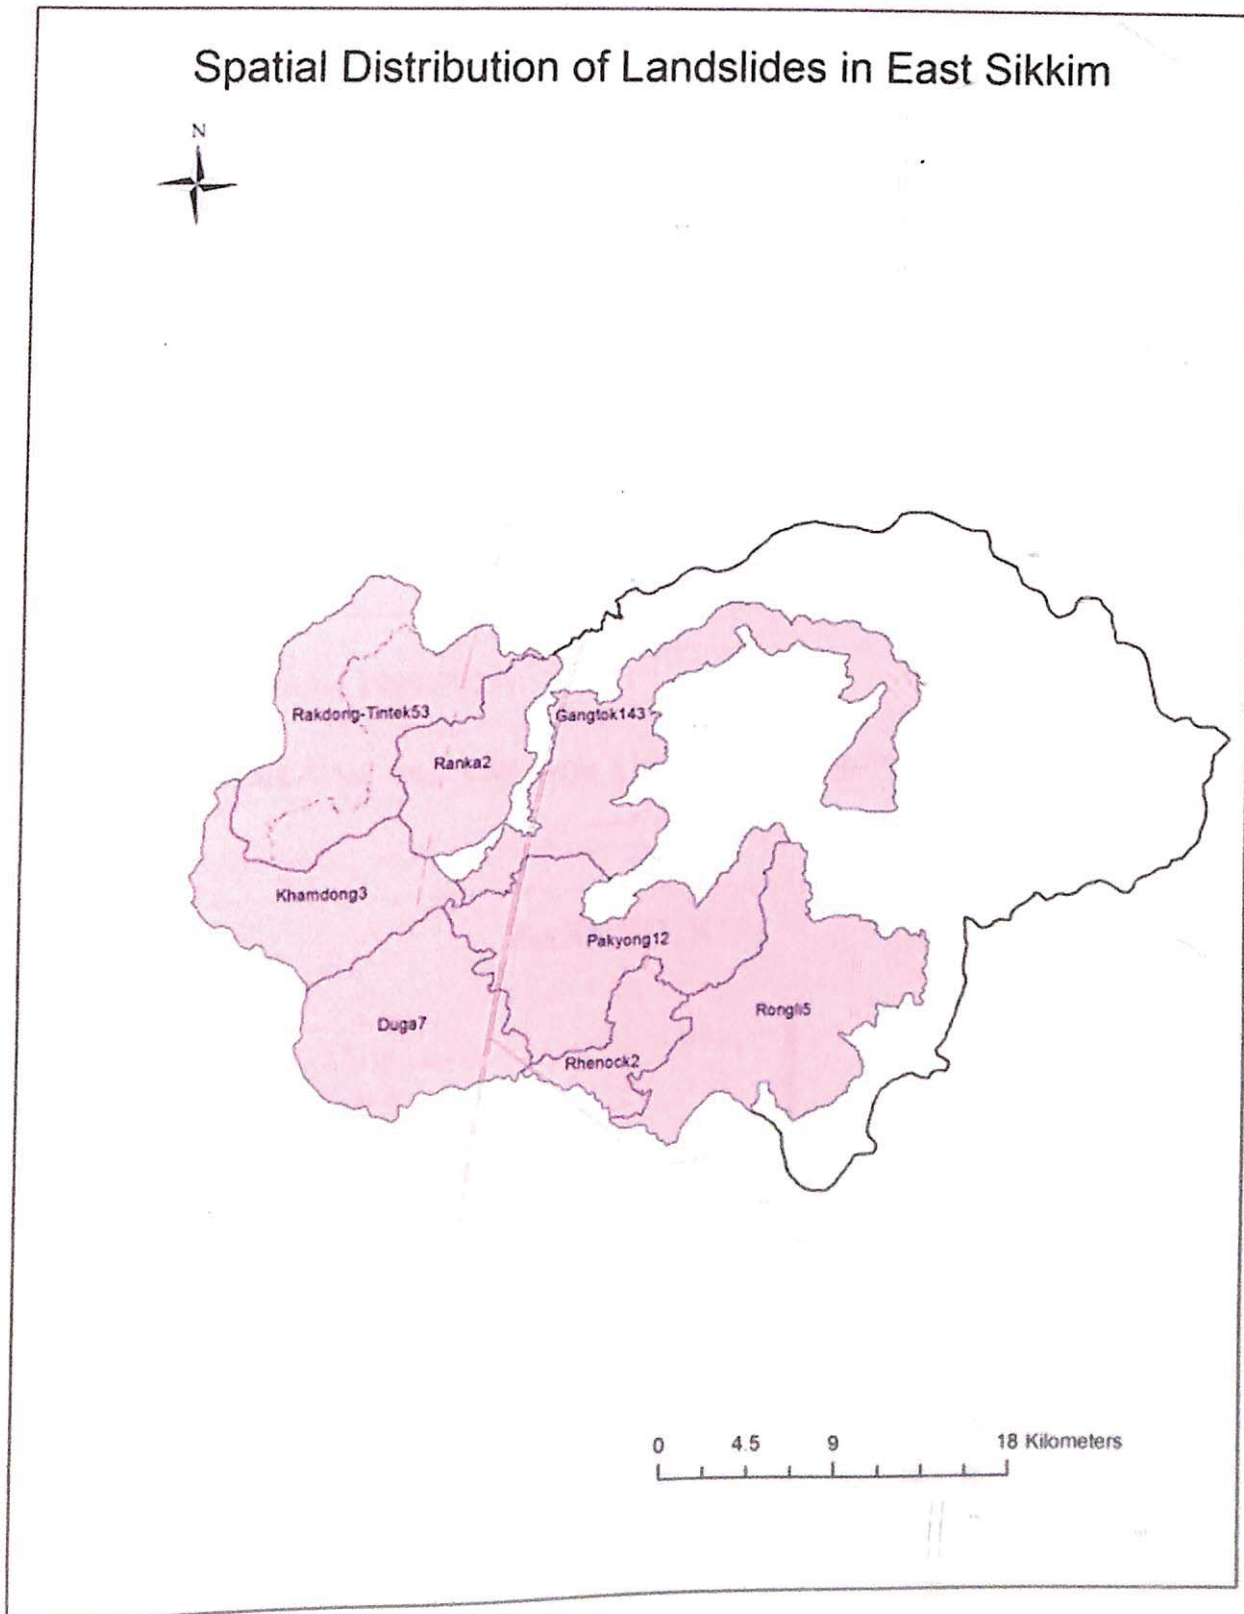 Spatial Distribution of Landslides in East Sikkim
N
Rakdong-Tintek53
Gangtok143
Ranka2
Khamdong3
Pakyong12
Duga7
Rongli5
Rhenock2
0 4.5 9 18 Kilometers